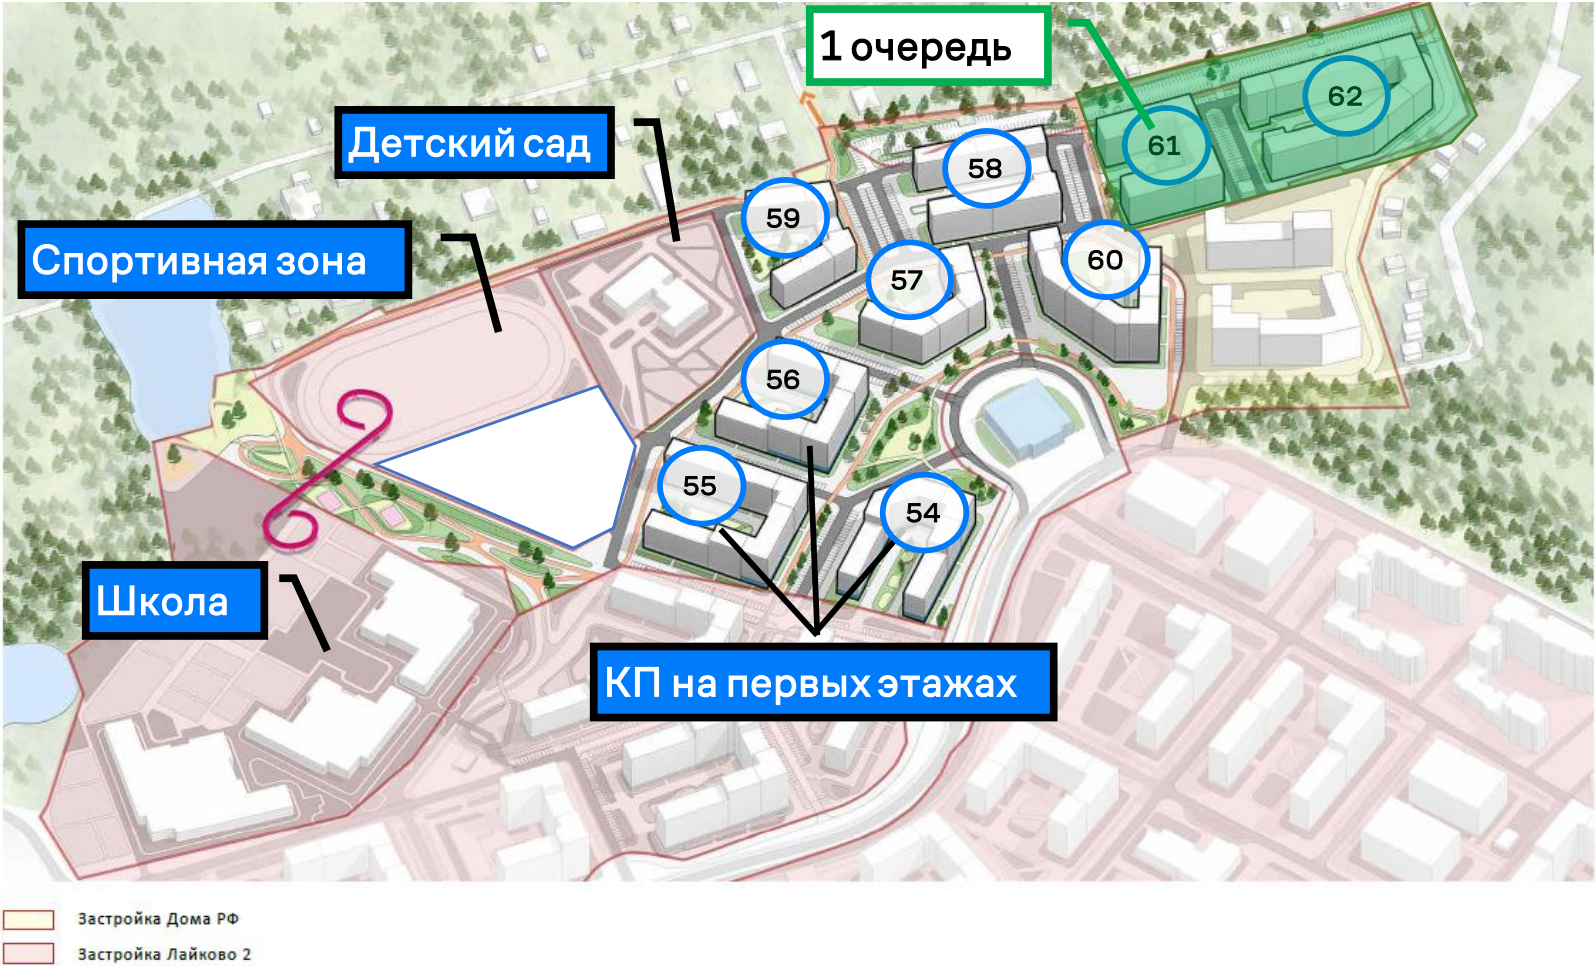 1 очередь
62
Детский сад
61
58
59
Спортивная зона
60
57
56
55
54
Школа
КП на первых этажах
Застройка Дома РФ
Застройка Лайково 2